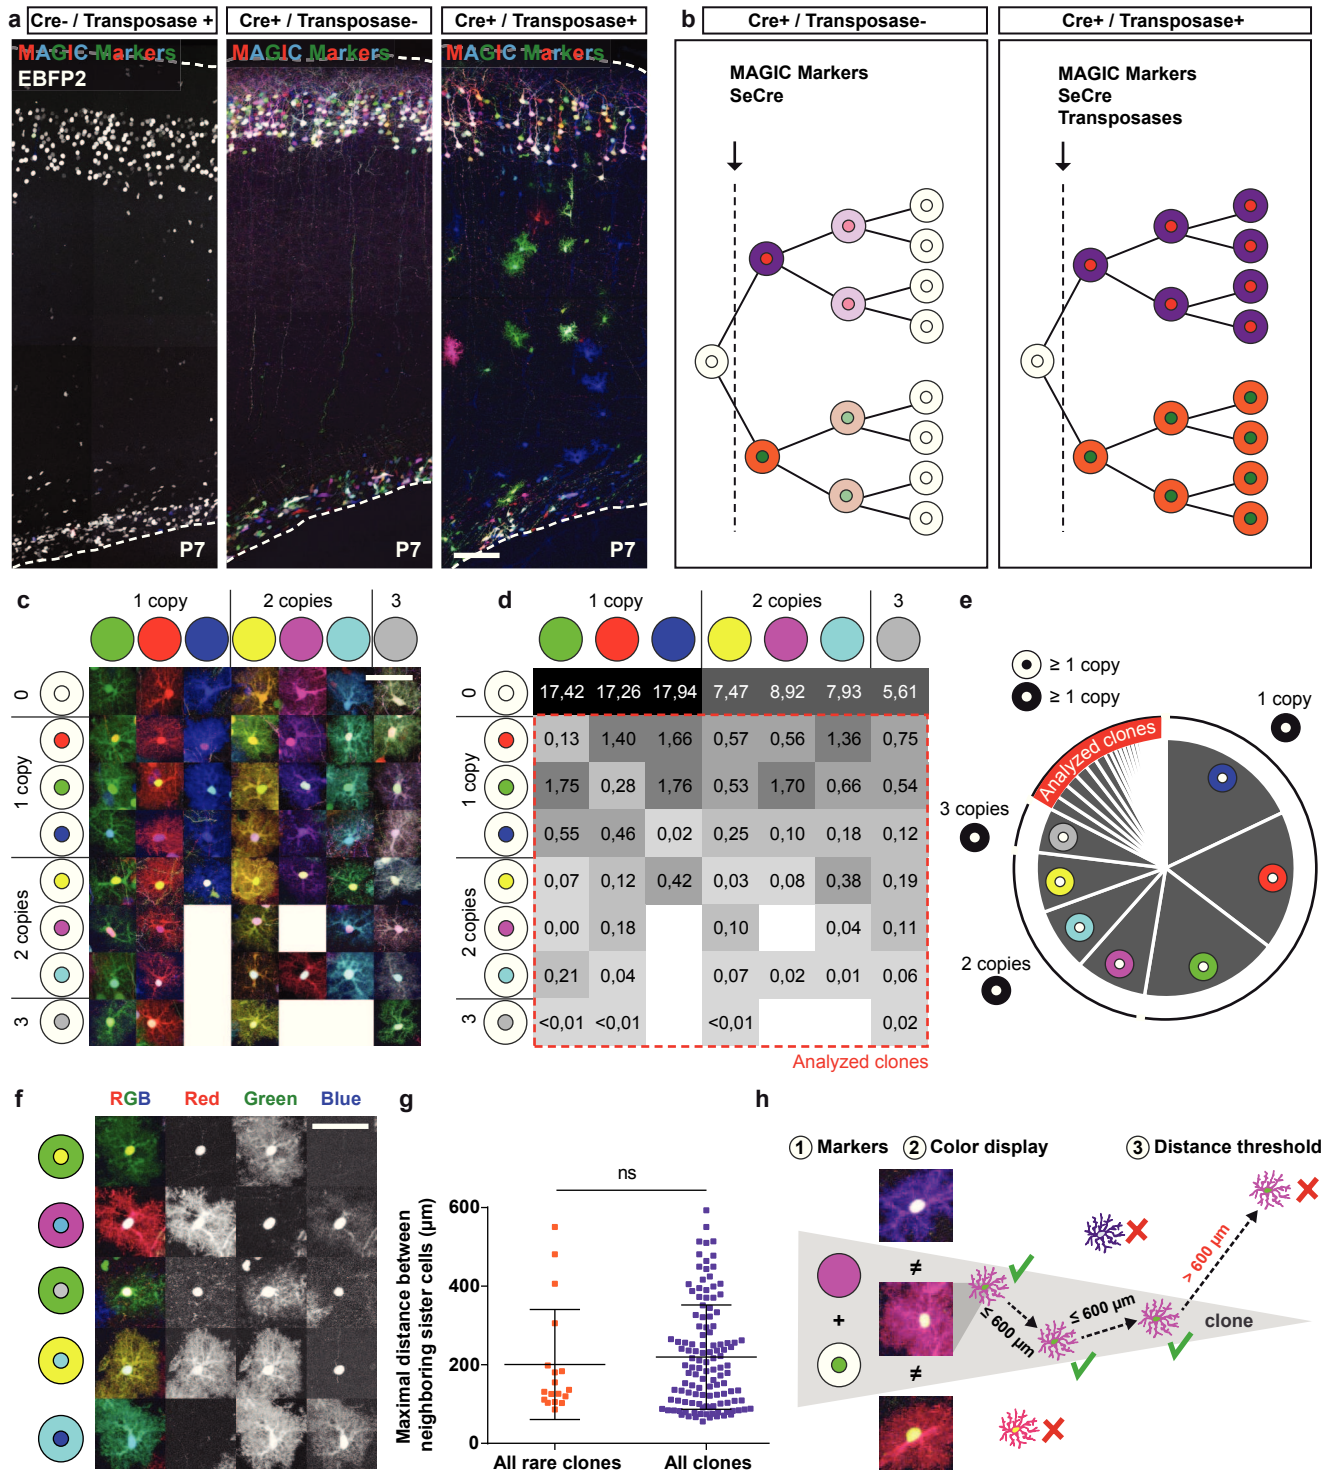 a
Cre- / Transposase +
Cre+ / Transposase-
Cre+ / Transposase+
MAGIC Markers
EBFP2
P7
MAGIC Markers
P7
MAGIC Markers
P7
b
Cre+ / Transposase-
Cre+ / Transposase+
MAGIC Markers
SeCre
MAGIC Markers
SeCre
Transposases
c
1 copy
2 copies
3
0
1 copy
2 copies
3
d
1 copy
2 copies
3
0
17,42 17,26 17,94 7,47 8,92 7,93 5,61
1 copy
0,13 1,40 1,66 0,57 0,56 1,36 0,75
1,75 0,28 1,76 0,53 1,70 0,66 0,54
0,55 0,46 0,02 0,25 0,10 0,18 0,12
2 copies
0,07 0,12 0,42 0,03 0,08 0,38 0,19
0,00 0,18 0,10 0,04 0,11
0,21 0,04 0,07 0,02 0,01 0,06
3
<0,01 <0,01 <0,01 0,02
Analyzed clones
e
≥ 1 copy
≥ 1 copy
1 copy
Analyzed clones
3 copies
2 copies
f
RGB Red Green Blue
g
ns
Maximal distance between
neighboring sister cells (µm)
600
400
200
0
All rare clones
All clones
h
1 Markers
2 Color display
3 Distance threshold
≠
+
≠
≤ 600 µm
≤ 600 µm
> 600 µm
clone